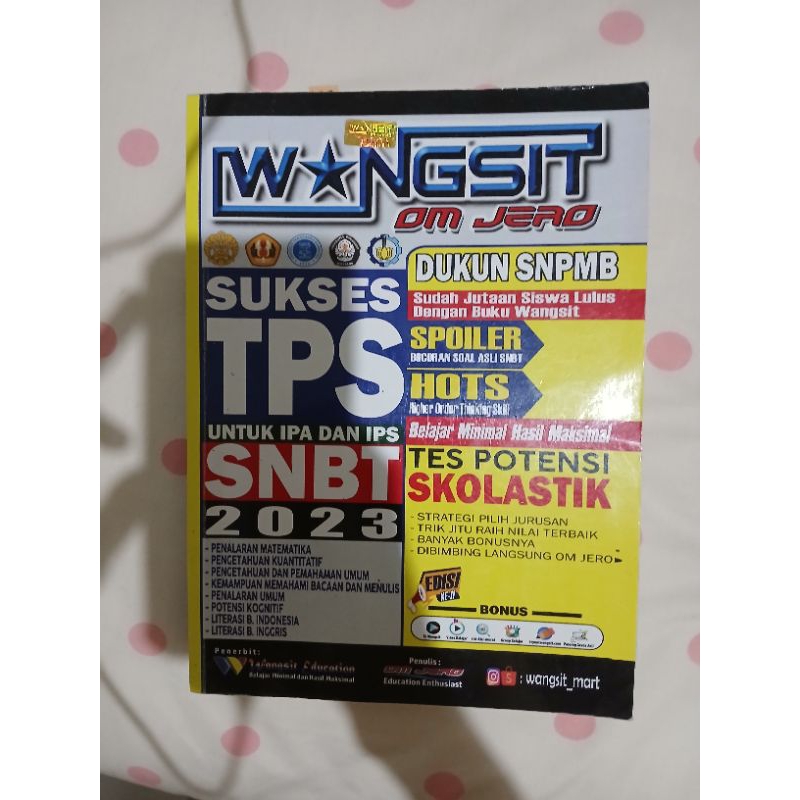 WANGSIT
OM JERO
DUKUN SNPMB
Sudah Jutaan Siswa Lulus
Dengan Buku Wangsit
SUKSES
TPS
UNTUK IPA DAN IPS
SNBT
2023
SPOILER
BOCORAN SOAL ASLI SNBT
HOTS
Higher Order Thinking Skill
Belajar Minimal Hasil Maksimal
TES POTENSI
SKOLASTIK
- STRATEGI PILIH JURUSAN
- TRIK JITU RAIH NILAI TERBAIK
- BANYAK BONUSNYA
- DIBIMBING LANGSUNG OM JERO
- PENALARAN MATEMATIKA
- PENGETAHUAN KUANTITATIF
- PENGETAHUAN DAN PEMAHAMAN UMUM
- KEMAMPUAN MEMAHAMI BACAAN DAN MENULIS
- PENALARAN UMUM
- POTENSI KOGNITIF
- LITERASI B. INDONESIA
- LITERASI B. INGGRIS
EDISI
BONUS
Penerbit:
Wangsit Education
Belajar Minimal dan Hasil Maksimal
Penulis:
OM JERO
Education Enthusiast
: wangsit_mart